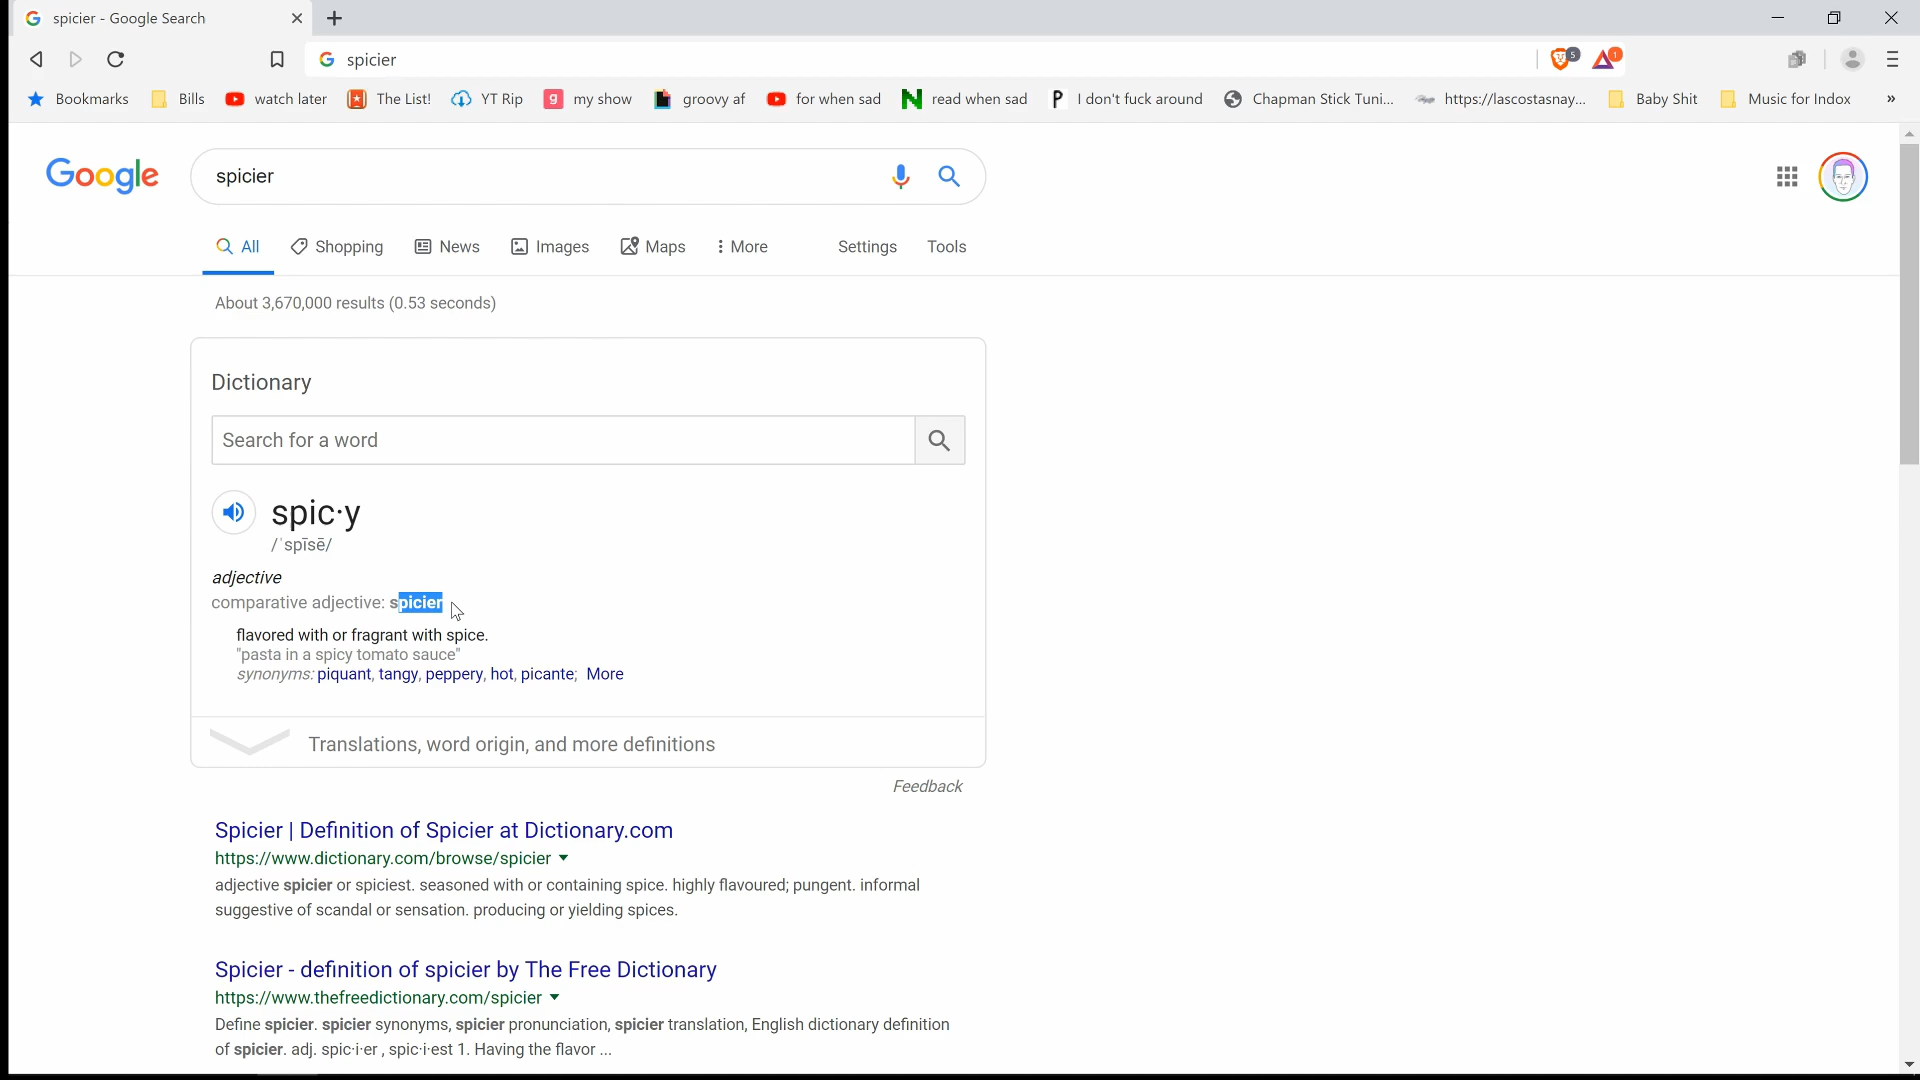 spicier - Google Search
spicier
5
1
Bookmarks Bills watch later The List! YT Rip my show groovy af for when sad read when sad I don't fuck around Chapman Stick Tuni... https://lascostasnay... Baby Shit Music for Indox »
Google
spicier
All Shopping News Images Maps More Settings Tools
About 3,670,000 results (0.53 seconds)
Dictionary
Search for a word
spic·y
/ˈspīsē/
adjective
comparative adjective: spicier
flavored with or fragrant with spice.
"pasta in a spicy tomato sauce"
synonyms: piquant, tangy, peppery, hot, picante; More
Translations, word origin, and more definitions
Feedback
Spicier | Definition of Spicier at Dictionary.com
https://www.dictionary.com/browse/spicier
adjective spicier or spiciest. seasoned with or containing spice. highly flavoured; pungent. informal
suggestive of scandal or sensation. producing or yielding spices.
Spicier - definition of spicier by The Free Dictionary
https://www.thefreedictionary.com/spicier
Define spicier. spicier synonyms, spicier pronunciation, spicier translation, English dictionary definition
of spicier. adj. spic·i·er , spic·i·est 1. Having the flavor ...